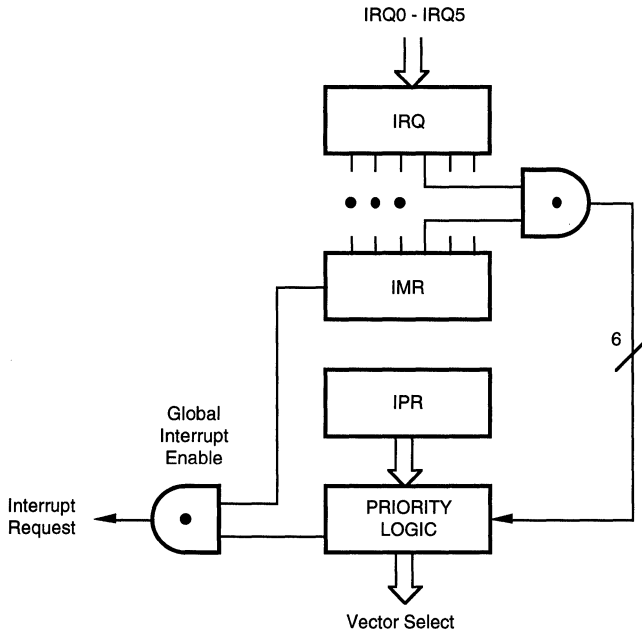 IRQ0 - IRQ5
IRQ
IMR
6
IPR
Global
Interrupt
Enable
Interrupt
Request
PRIORITY
LOGIC
Vector Select